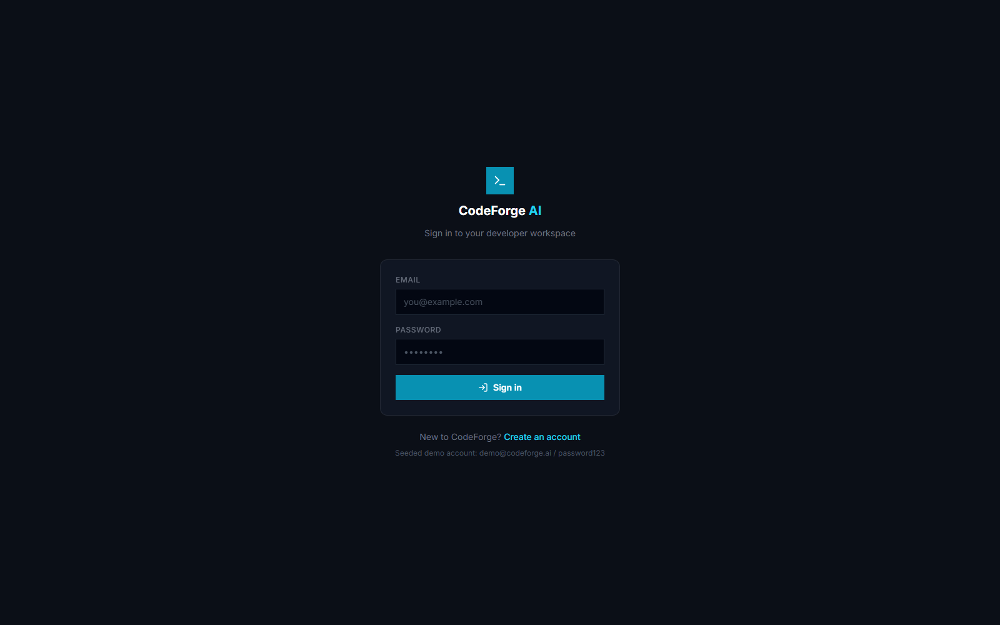 CodeForge AI
Sign in to your developer workspace
EMAIL
you@example.com
PASSWORD
••••••••
Sign in
New to CodeForge? Create an account
Seeded demo account: demo@codeforge.ai / password123